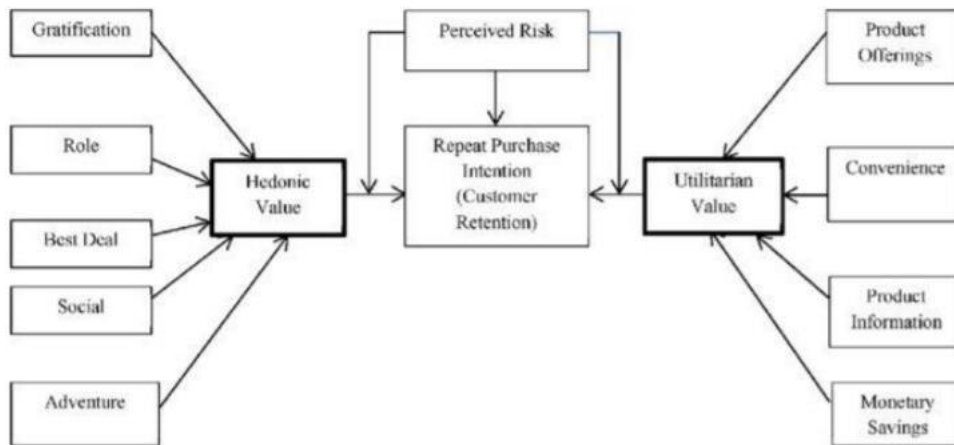 Gratification
Role
Best Deal
Social
Adventure
Hedonic
Value
Perceived Risk
Repeat Purchase
Intention
(Customer
Retention)
Utilitarian
Value
Product
Offerings
Convenience
Product
Information
Monetary
Savings